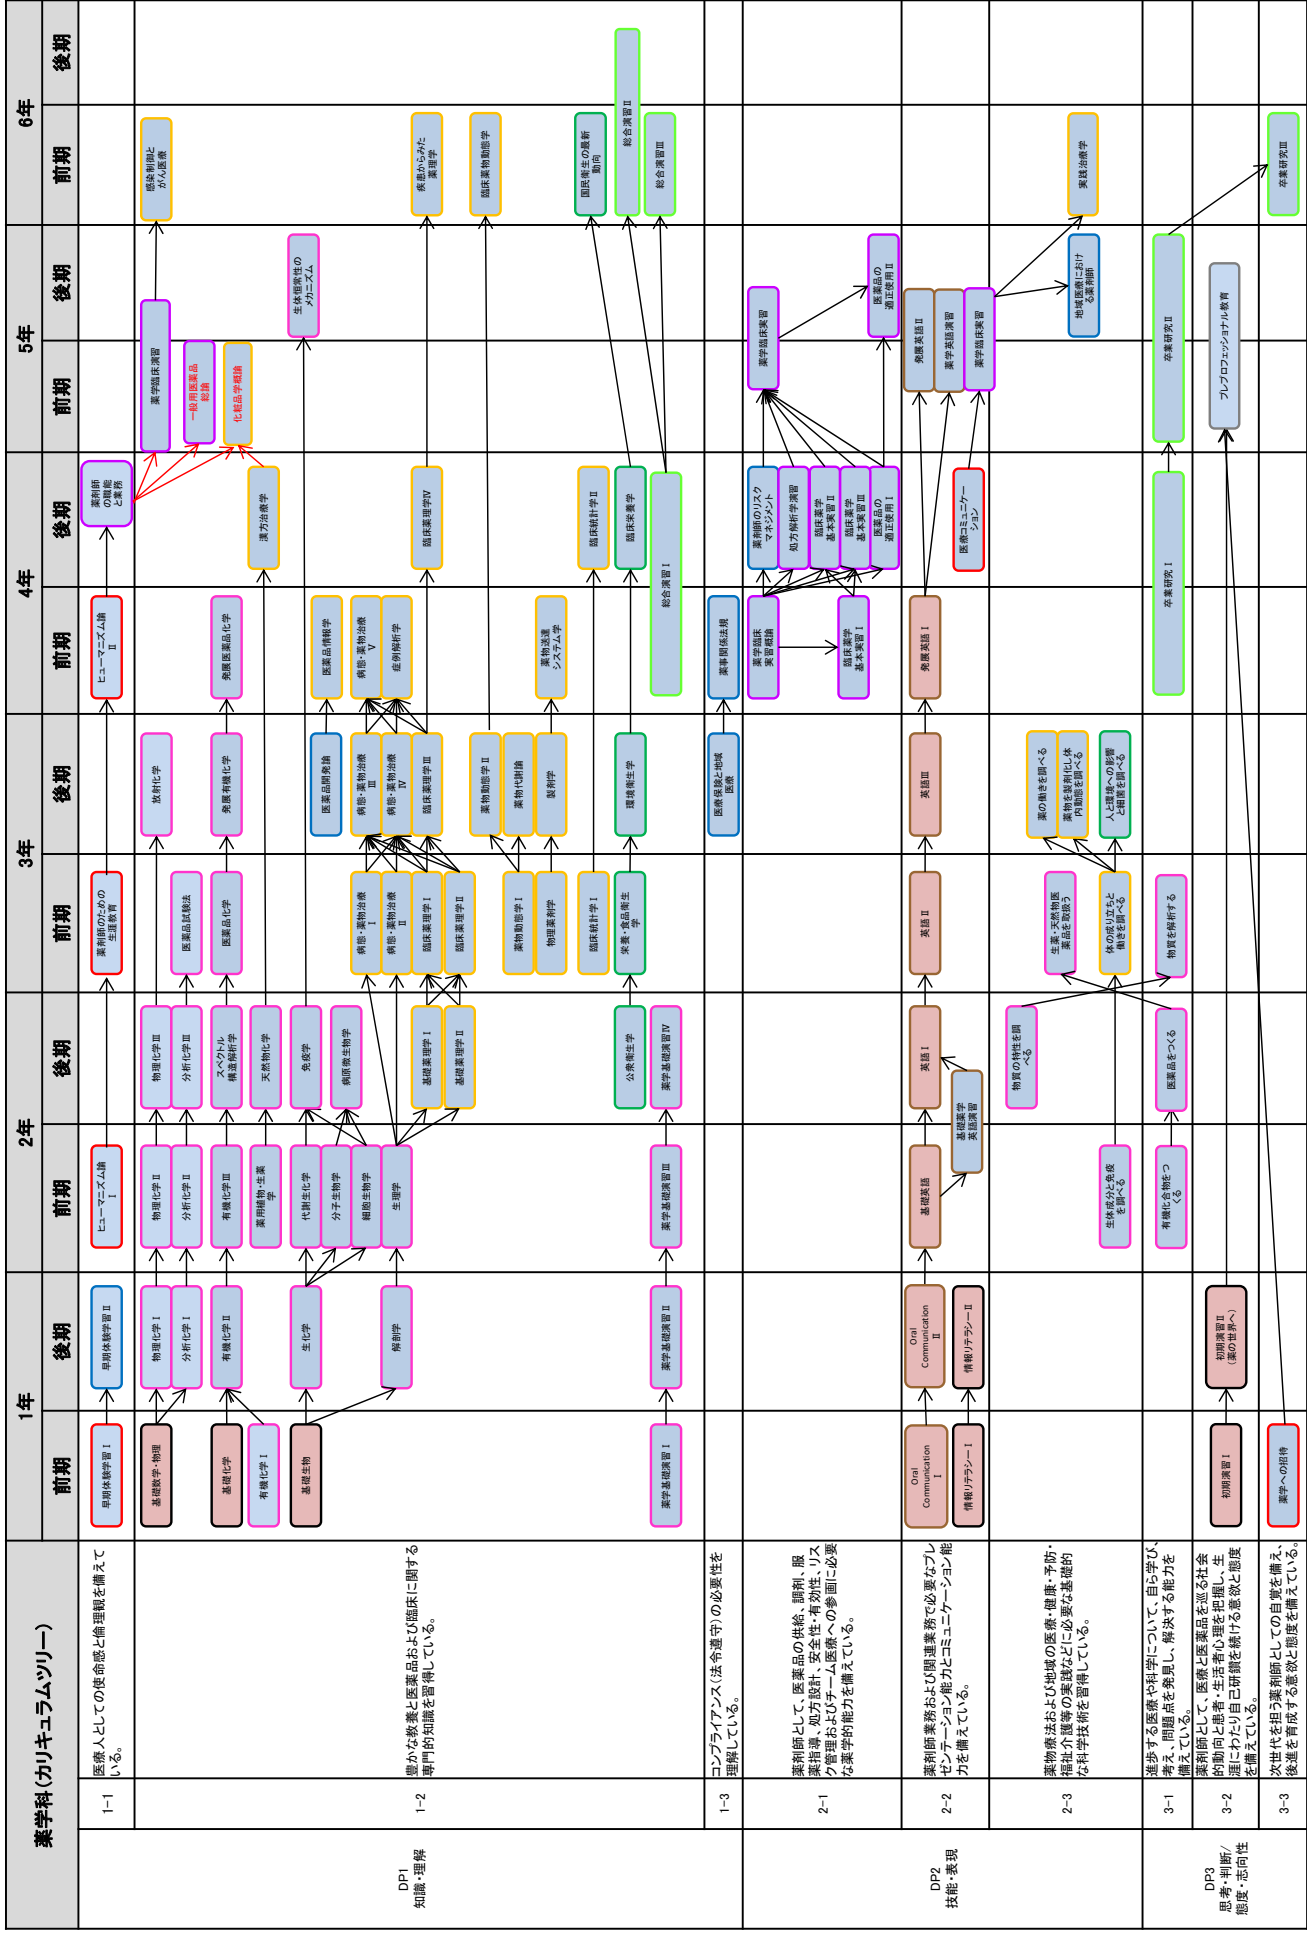 薬学科(カリキュラムツリー)
1年
2年
3年
4年
5年
6年
前期
後期
前期
後期
前期
後期
前期
後期
前期
後期
前期
後期
DP1
知識・理解
1-1
医療人としての使命感と倫理観を備えて
いる。
早期体験学習Ⅰ
早期体験学習Ⅱ
ヒューマニズム論
Ⅰ
薬剤師のための
生涯教育
ヒューマニズム論
Ⅱ
薬剤師
の職能
と業務
1-2
豊かな教養と医薬品および臨床に関する
専門的知識を習得している。
基礎数学・物理
物理化学Ⅰ
物理化学Ⅱ
物理化学Ⅲ
放射化学
薬学臨床演習
感染制御と
がん医療
分析化学Ⅰ
分析化学Ⅱ
分析化学Ⅲ
医薬品試験法
一般用医薬品
総論
基礎化学
有機化学Ⅱ
有機化学Ⅲ
スペクトル
構造解析学
医薬品化学
発展有機化学
発展医薬品化学
化粧品学概論
有機化学Ⅰ
薬用植物・生薬
学
天然物化学
漢方治療学
基礎生物
生化学
代謝生化学
免疫学
生体恒常性の
メカニズム
分子生物学
病原微生物学
医薬品開発論
医薬品情報学
細胞生物学
病態・薬物治療
Ⅰ
病態・薬物治療
Ⅲ
病態・薬物治療
Ⅴ
解剖学
生理学
病態・薬物治療
Ⅱ
病態・薬物治療
Ⅳ
症例解析学
基礎薬理学Ⅰ
臨床薬理学Ⅰ
臨床薬理学Ⅲ
臨床薬理学Ⅳ
疾患からみた
薬理学
基礎薬理学Ⅱ
臨床薬理学Ⅱ
薬物動態学Ⅱ
臨床薬物動態学
薬物動態学Ⅰ
薬物代謝論
物理薬剤学
製剤学
薬物送達
システム学
臨床統計学Ⅰ
臨床統計学Ⅱ
国民衛生の最新
動向
公衆衛生学
栄養・食品衛生
学
環境衛生学
臨床栄養学
総合演習Ⅱ
薬学基礎演習Ⅰ
薬学基礎演習Ⅱ
薬学基礎演習Ⅲ
薬学基礎演習Ⅳ
総合演習Ⅰ
総合演習Ⅲ
1-3
コンプライアンス(法令遵守)の必要性を
理解している。
医療保険と地域
医療
薬事関係法規
DP2
技能・表現
2-1
薬剤師として、医薬品の供給、調剤、服
薬指導、処方設計、安全性・有効性、リス
ク管理およびチーム医療への参画に必要
な薬学的能力を備えている。
薬学臨床
実習概論
薬剤師のリスク
マネジメント
薬学臨床実習
処方解析学演習
臨床薬学
基本実習Ⅱ
臨床薬学
基本実習Ⅰ
臨床薬学
基本実習Ⅲ
医薬品の
適正使用Ⅰ
医薬品の
適正使用Ⅱ
2-2
薬剤師業務および関連業務で必要なプレ
ゼンテーション能力とコミュニケーション能
力を備えている。
Oral
Communication
Ⅰ
Oral
Communication
Ⅱ
基礎英語
英語Ⅰ
英語Ⅱ
英語Ⅲ
発展英語Ⅰ
発展英語Ⅱ
薬学英語演習
情報リテラシーⅠ
情報リテラシーⅡ
基礎薬学
英語演習
医療コミュニケー
ション
薬学臨床実習
2-3
薬物療法および地域の医療・健康・予防・
福祉介護等の実践などに必要な基礎的
な科学技術を習得している。
物質の特性を調
べる
生薬・天然物医
薬品を取扱う
薬の働きを調べる
薬物を製剤化し体
内動態を調べる
生体成分と免疫
を調べる
体の成り立ちと
働きを調べる
人と環境への影響
と細菌を調べる
地域医療におけ
る薬剤師
実践治療学
DP3
思考・判断/
態度・志向性
3-1
進歩する医療や科学について、自ら学び、
考え、問題点を発見し、解決する能力を
備えている。
有機化合物をつ
くる
医薬品をつくる
物質を解析する
卒業研究Ⅰ
卒業研究Ⅱ
3-2
薬剤師として、医療と医薬品を巡る社会
的動向と患者・生活者心理を把握し、生
涯にわたり自己研鑽を続ける意欲と態度
を備えている。
初期演習Ⅰ
初期演習Ⅱ
(薬の世界へ)
プレプロフェッショナル教育
3-3
次世代を担う薬剤師としての自覚を備え、
後進を育成する意欲と態度を備えている。
薬学への招待
卒業研究Ⅲ